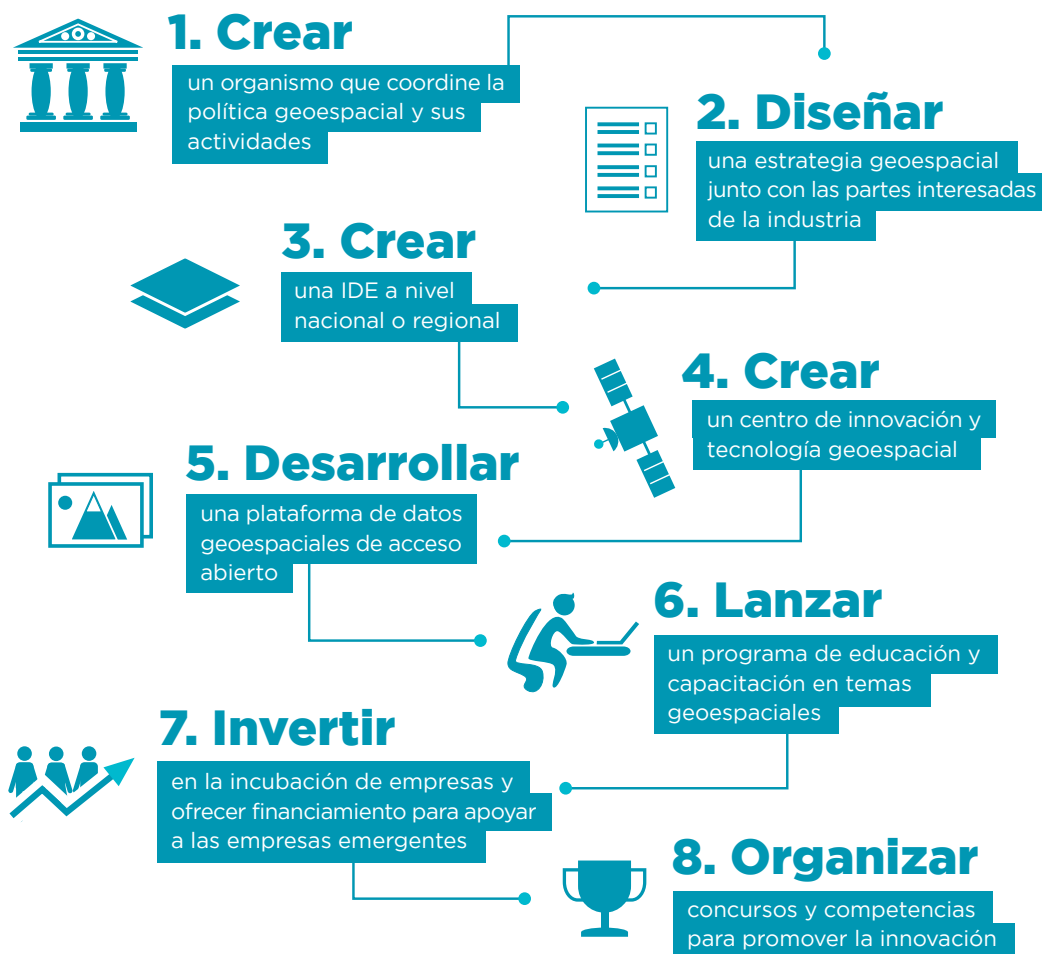 1. Crear
un organismo que coordine la
política geoespacial y sus
actividades
2. Diseñar
una estrategia geoespacial
junto con las partes interesadas
de la industria
3. Crear
una IDE a nivel
nacional o regional
4. Crear
un centro de innovación y
tecnología geoespacial
5. Desarrollar
una plataforma de datos
geoespaciales de acceso
abierto
6. Lanzar
un programa de educación y
capacitación en temas
geoespaciales
7. Invertir
en la incubación de empresas y
ofrecer financiamiento para apoyar
a las empresas emergentes
8. Organizar
concursos y competencias
para promover la innovación